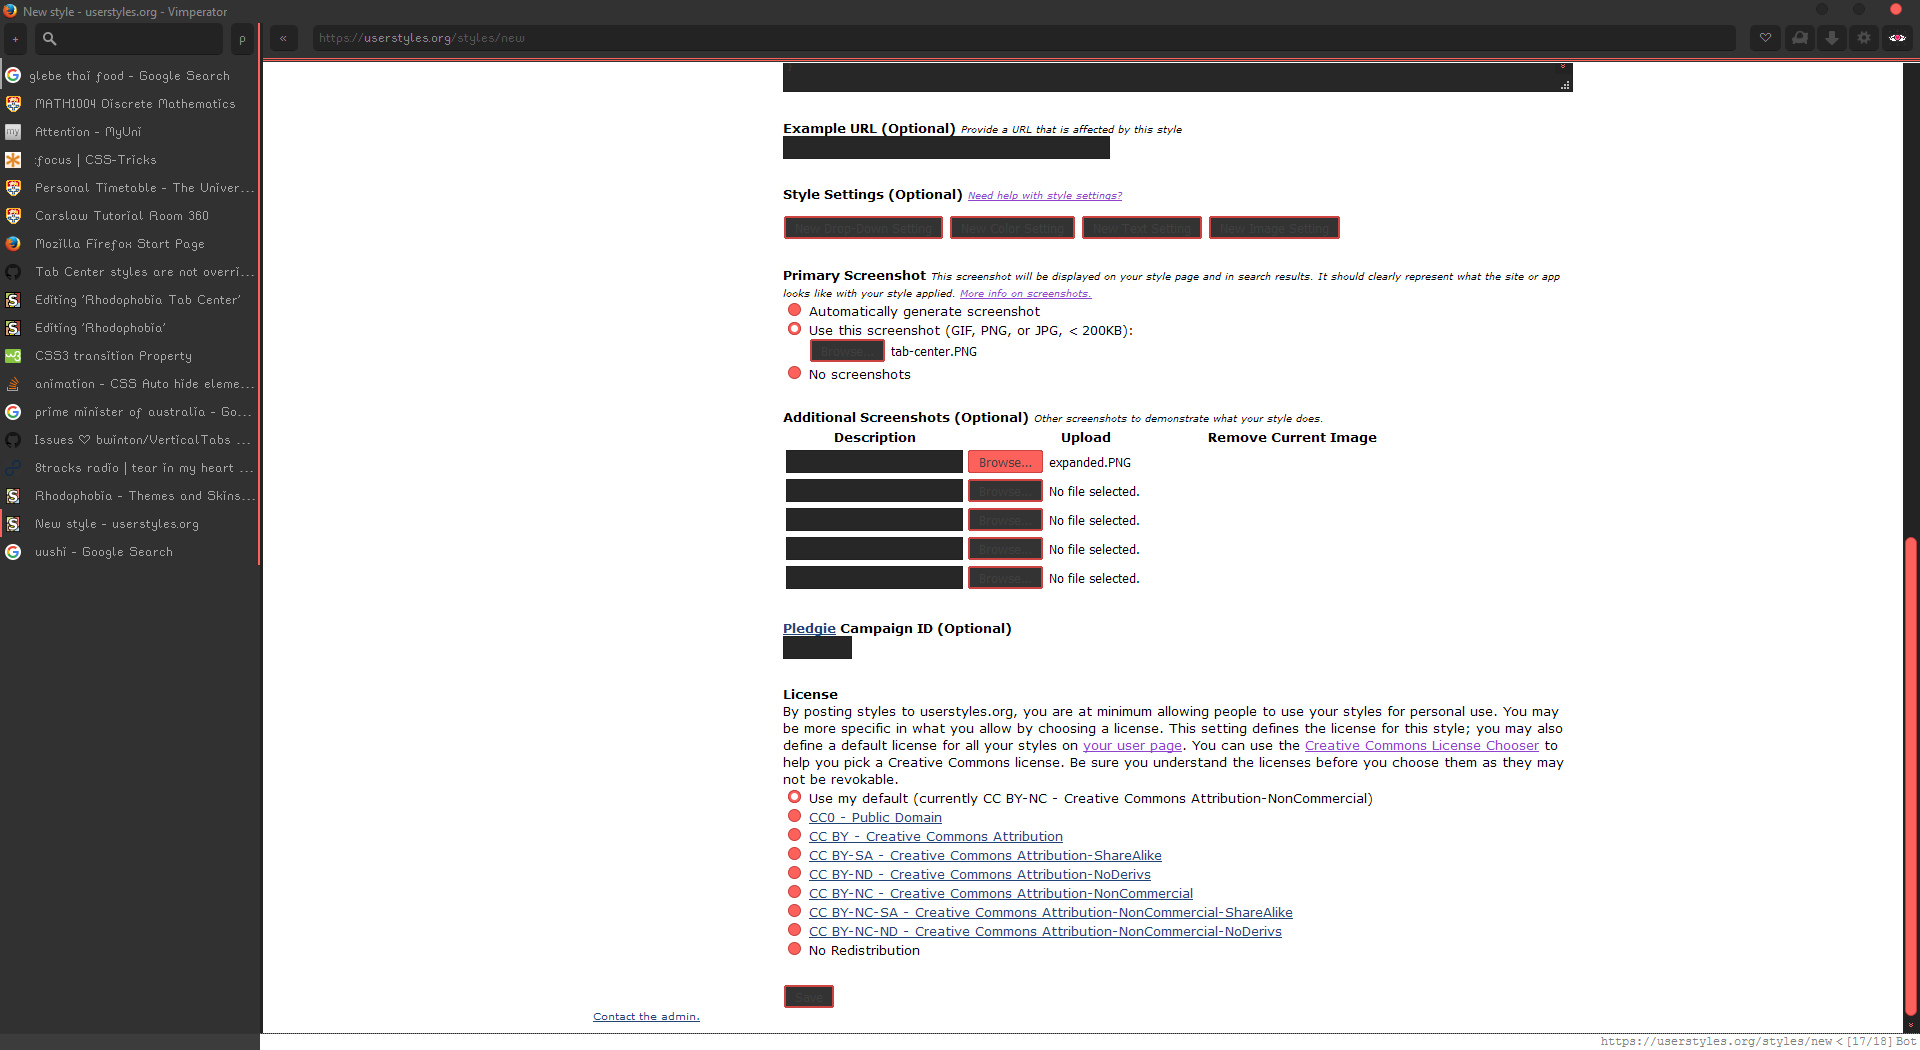 New style - userstyles.org - Vimperator
+
ρ
«
https://userstyles.org/styles/new
glebe thai food - Google Search
MATH1004 Discrete Mathematics
Attention - MyUni
:focus | CSS-Tricks
Personal Timetable - The Univer...
Carslaw Tutorial Room 360
Mozilla Firefox Start Page
Tab Center styles are not overri...
Editing 'Rhodophobia Tab Center'
Editing 'Rhodophobia'
CSS3 transition Property
animation - CSS Auto hide eleme...
prime minister of australia - Go...
Issues ♡ bwinton/VerticalTabs ...
8tracks radio | tear in my heart ...
Rhodophobia - Themes and Skins...
New style - userstyles.org
uushi - Google Search
Example URL (Optional) Provide a URL that is affected by this style
Style Settings (Optional) Need help with style settings?
New Drop-Down Setting New Color Setting New Text Setting New Image Setting
Primary Screenshot This screenshot will be displayed on your style page and in search results. It should clearly represent what the site or app
looks like with your style applied. More info on screenshots.
Automatically generate screenshot
Use this screenshot (GIF, PNG, or JPG, < 200KB):
Browse... tab-center.PNG
No screenshots
Additional Screenshots (Optional) Other screenshots to demonstrate what your style does.
Description Upload Remove Current Image
Browse... expanded.PNG
Browse... No file selected.
Browse... No file selected.
Browse... No file selected.
Browse... No file selected.
Pledgie Campaign ID (Optional)
License
By posting styles to userstyles.org, you are at minimum allowing people to use your styles for personal use. You may
be more specific in what you allow by choosing a license. This setting defines the license for this style; you may also
define a default license for all your styles on your user page. You can use the Creative Commons License Chooser to
help you pick a Creative Commons license. Be sure you understand the licenses before you choose them as they may
not be revokable.
Use my default (currently CC BY-NC - Creative Commons Attribution-NonCommercial)
CC0 - Public Domain
CC BY - Creative Commons Attribution
CC BY-SA - Creative Commons Attribution-ShareAlike
CC BY-ND - Creative Commons Attribution-NoDerivs
CC BY-NC - Creative Commons Attribution-NonCommercial
CC BY-NC-SA - Creative Commons Attribution-NonCommercial-ShareAlike
CC BY-NC-ND - Creative Commons Attribution-NonCommercial-NoDerivs
No Redistribution
Save
Contact the admin.
https://userstyles.org/styles/new < [17/18] Bot